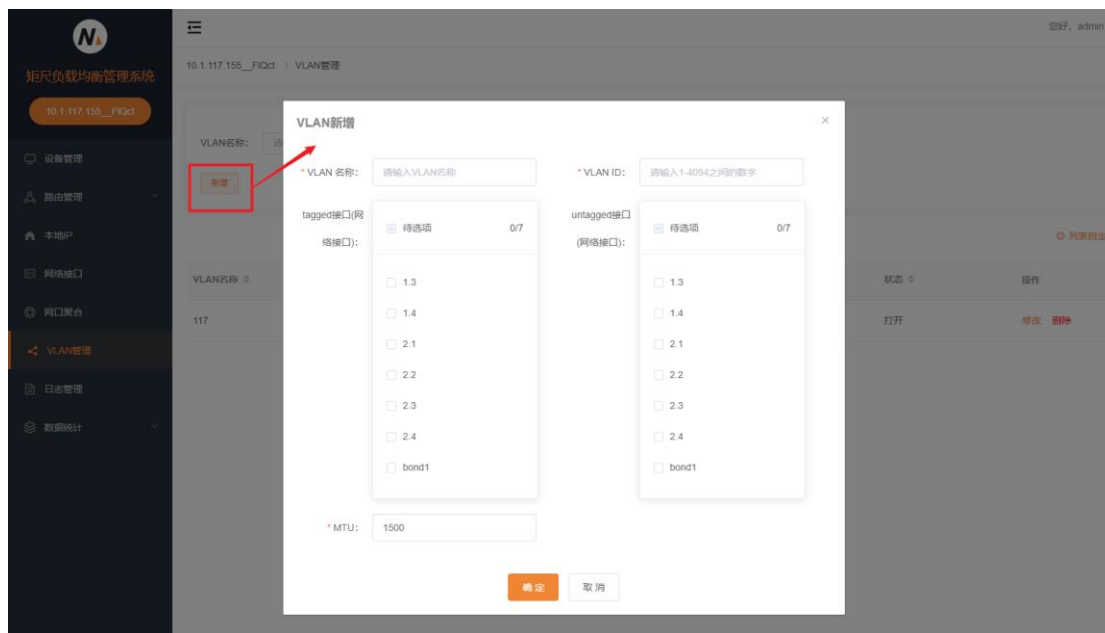 您好，admin
矩尺负载均衡管理系统
10.1.117.155__FIQct
10.1.117.155__FIQct > VLAN管理
设备管理
路由管理
本地IP
网络接口
网口聚合
VLAN管理
日志管理
数据统计
VLAN名称：
新增
列表自定
VLAN名称 状态 操作
117 打开 修改 删除
VLAN新增
* VLAN 名称： 请输入VLAN名称 * VLAN ID： 请输入1-4094之间的数字
tagged接口(网络接口)：
待选项 0/7
1.3
1.4
2.1
2.2
2.3
2.4
bond1
untagged接口(网络接口)：
待选项 0/7
1.3
1.4
2.1
2.2
2.3
2.4
bond1
* MTU： 1500
确定 取消